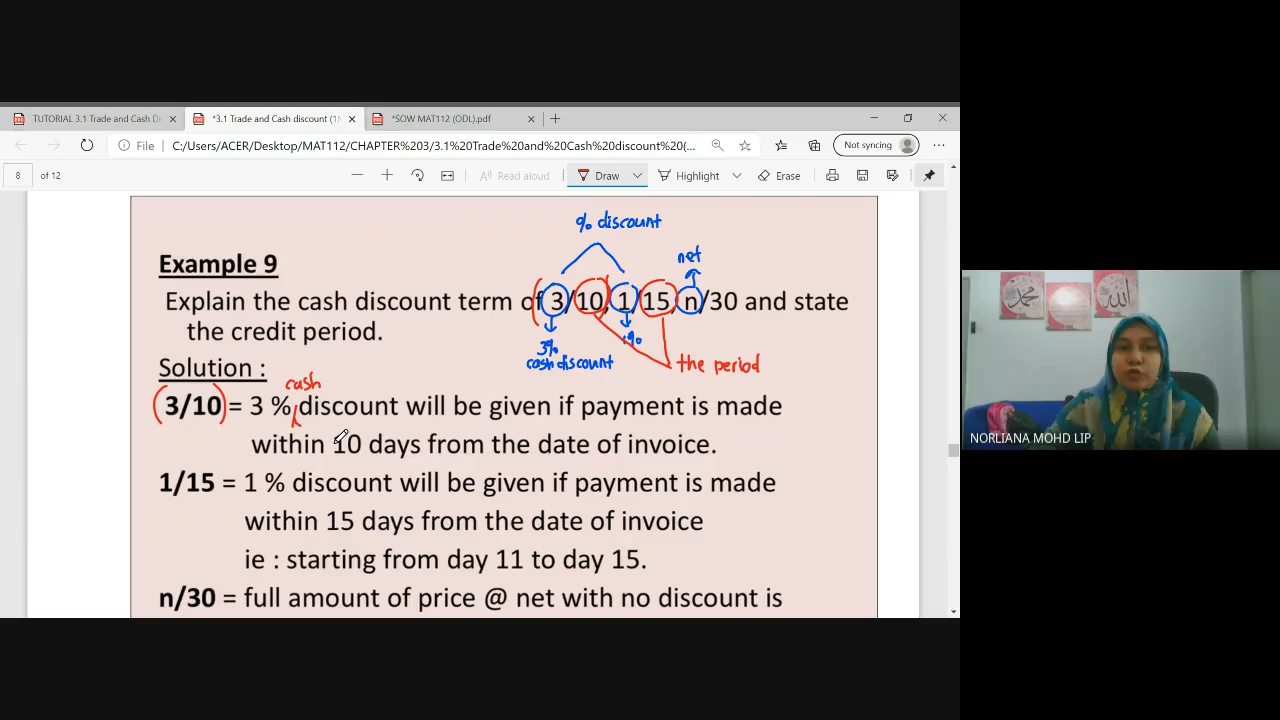 TUTORIAL 3.1 Trade and Cash D
*3.1 Trade and Cash discount (1
*SOW MAT112 (ODL).pdf
File
C:/Users/ACER/Desktop/MAT112/CHAPTER%203/3.1%20Trade%20and%20Cash%20discount%20(...
Not syncing
8 of 12
Read aloud
Draw
Highlight
Erase
% discount
net
Example 9
Explain the cash discount term of 3/10, 1/15, n/30 and state
the credit period.
3%
cash discount
1%
the period
Solution :
cash
3/10 = 3 % discount will be given if payment is made
within 10 days from the date of invoice.
1/15 = 1 % discount will be given if payment is made
within 15 days from the date of invoice
ie : starting from day 11 to day 15.
n/30 = full amount of price @ net with no discount is
محمد
الله
NORLIANA MOHD LIP